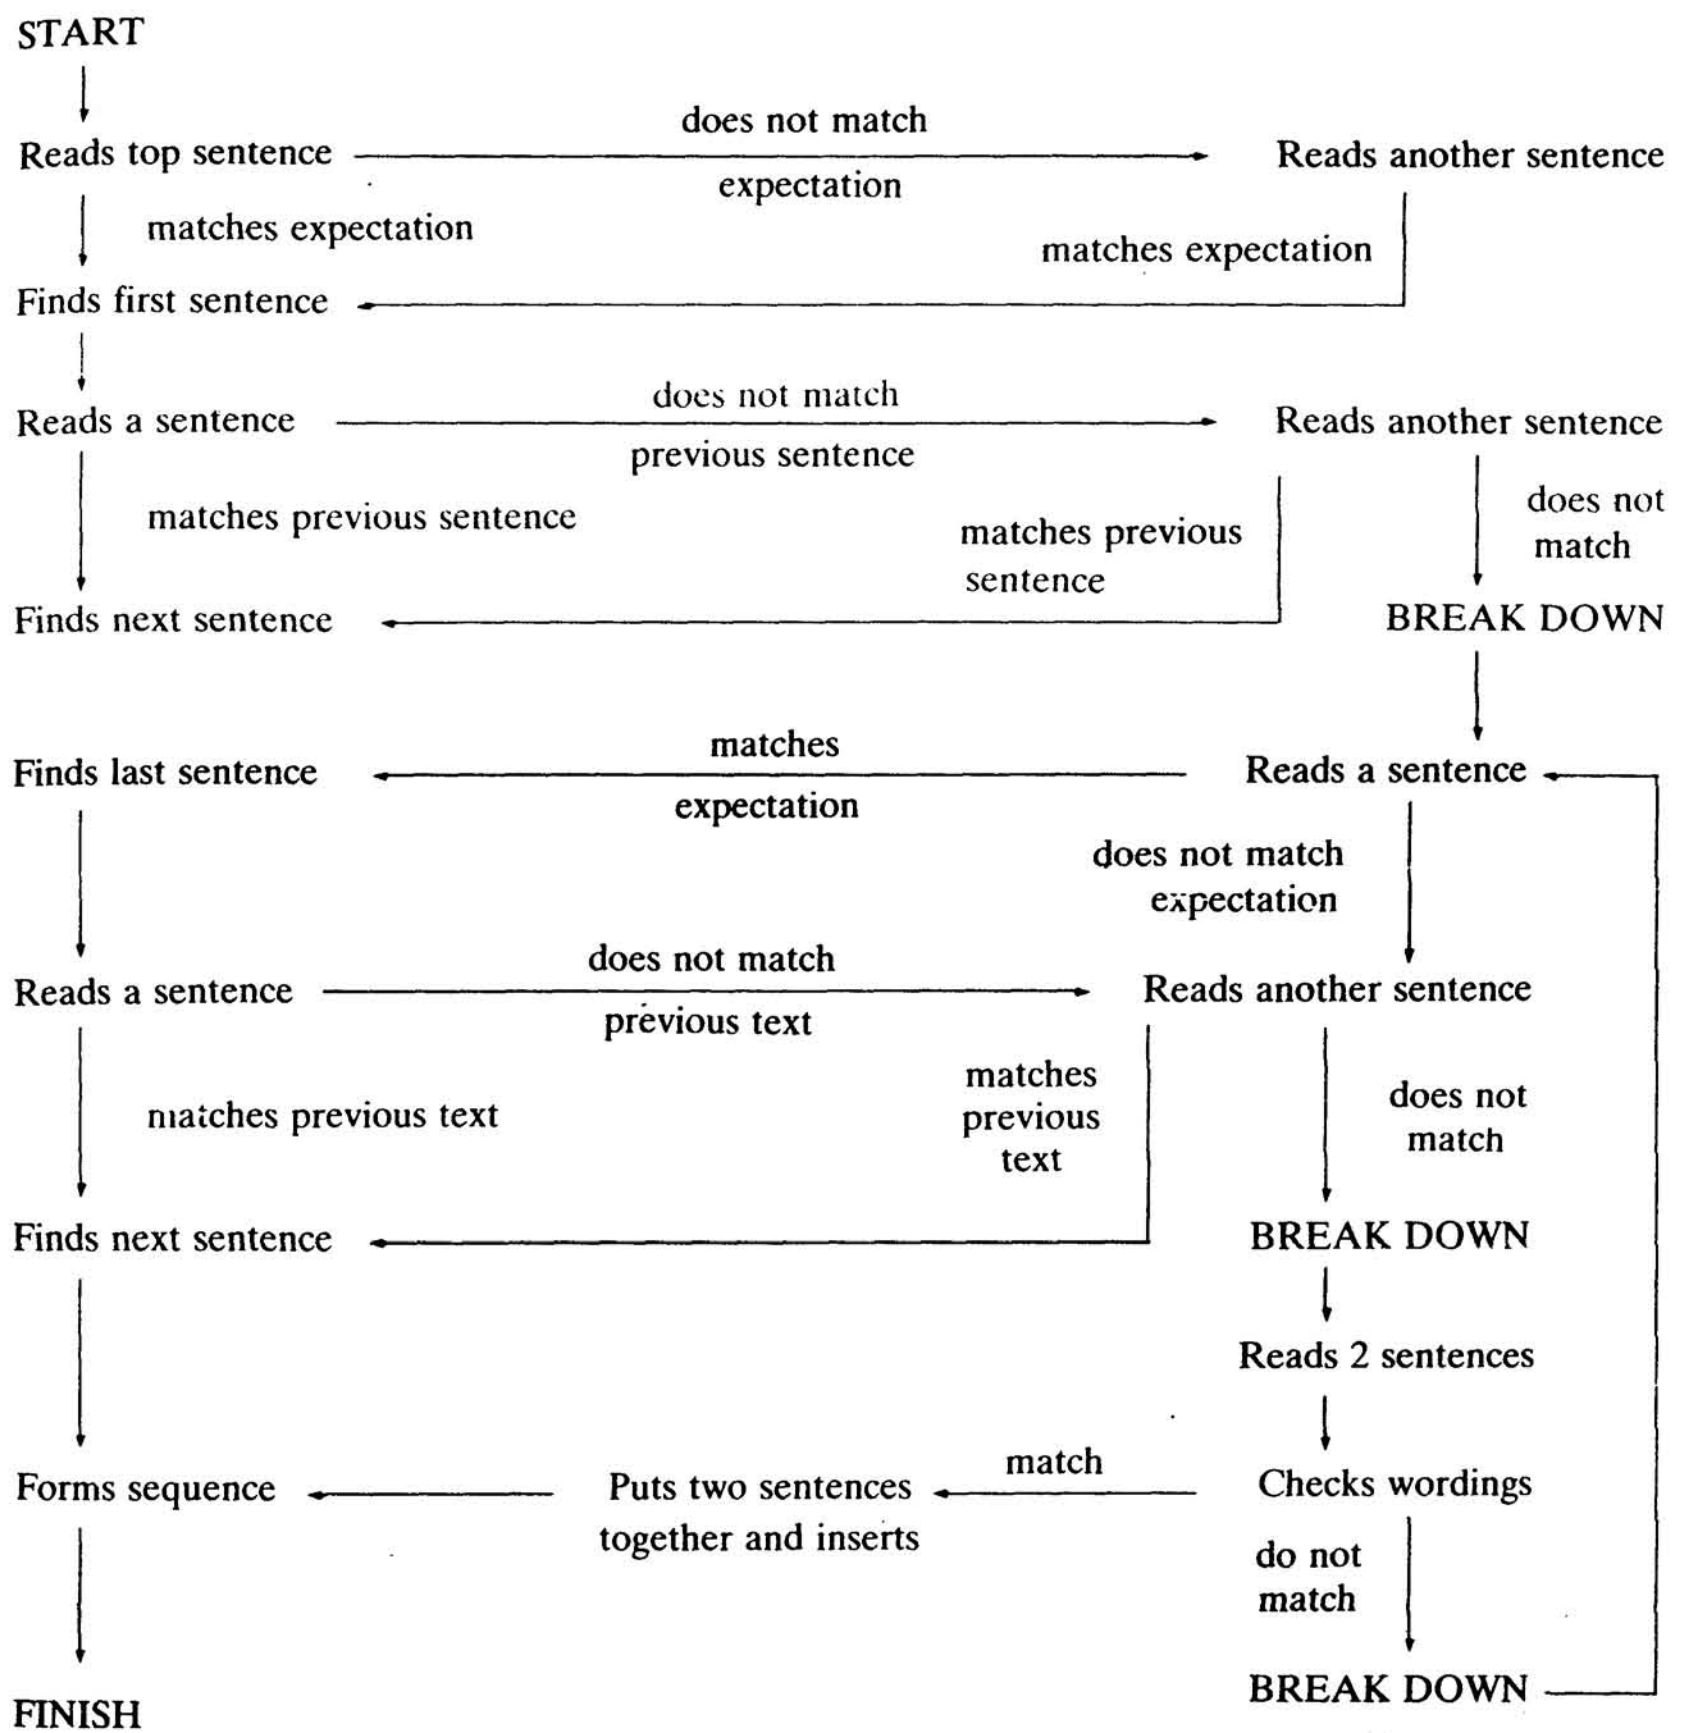 START
does not match
Reads top sentence
Reads another sentence
expectation
matches expectation
matches expectation
Finds first sentence
does not match
Reads a sentence
Reads another sentence
previous sentence
does not
matches previous sentence
matches previous
match
sentence
Finds next sentence
BREAK DOWN
matches
Finds last sentence
Reads a sentence
expectation
does not match
expectation
does not match
Reads a sentence
Reads another sentence
previous text
matches
does not
matches previous text
previous
match
text
Finds next sentence
BREAK DOWN
Reads 2 sentences
match
Forms sequence
Puts two sentences
Checks wordings
together and inserts
do not
match
BREAK DOWN
FINISH